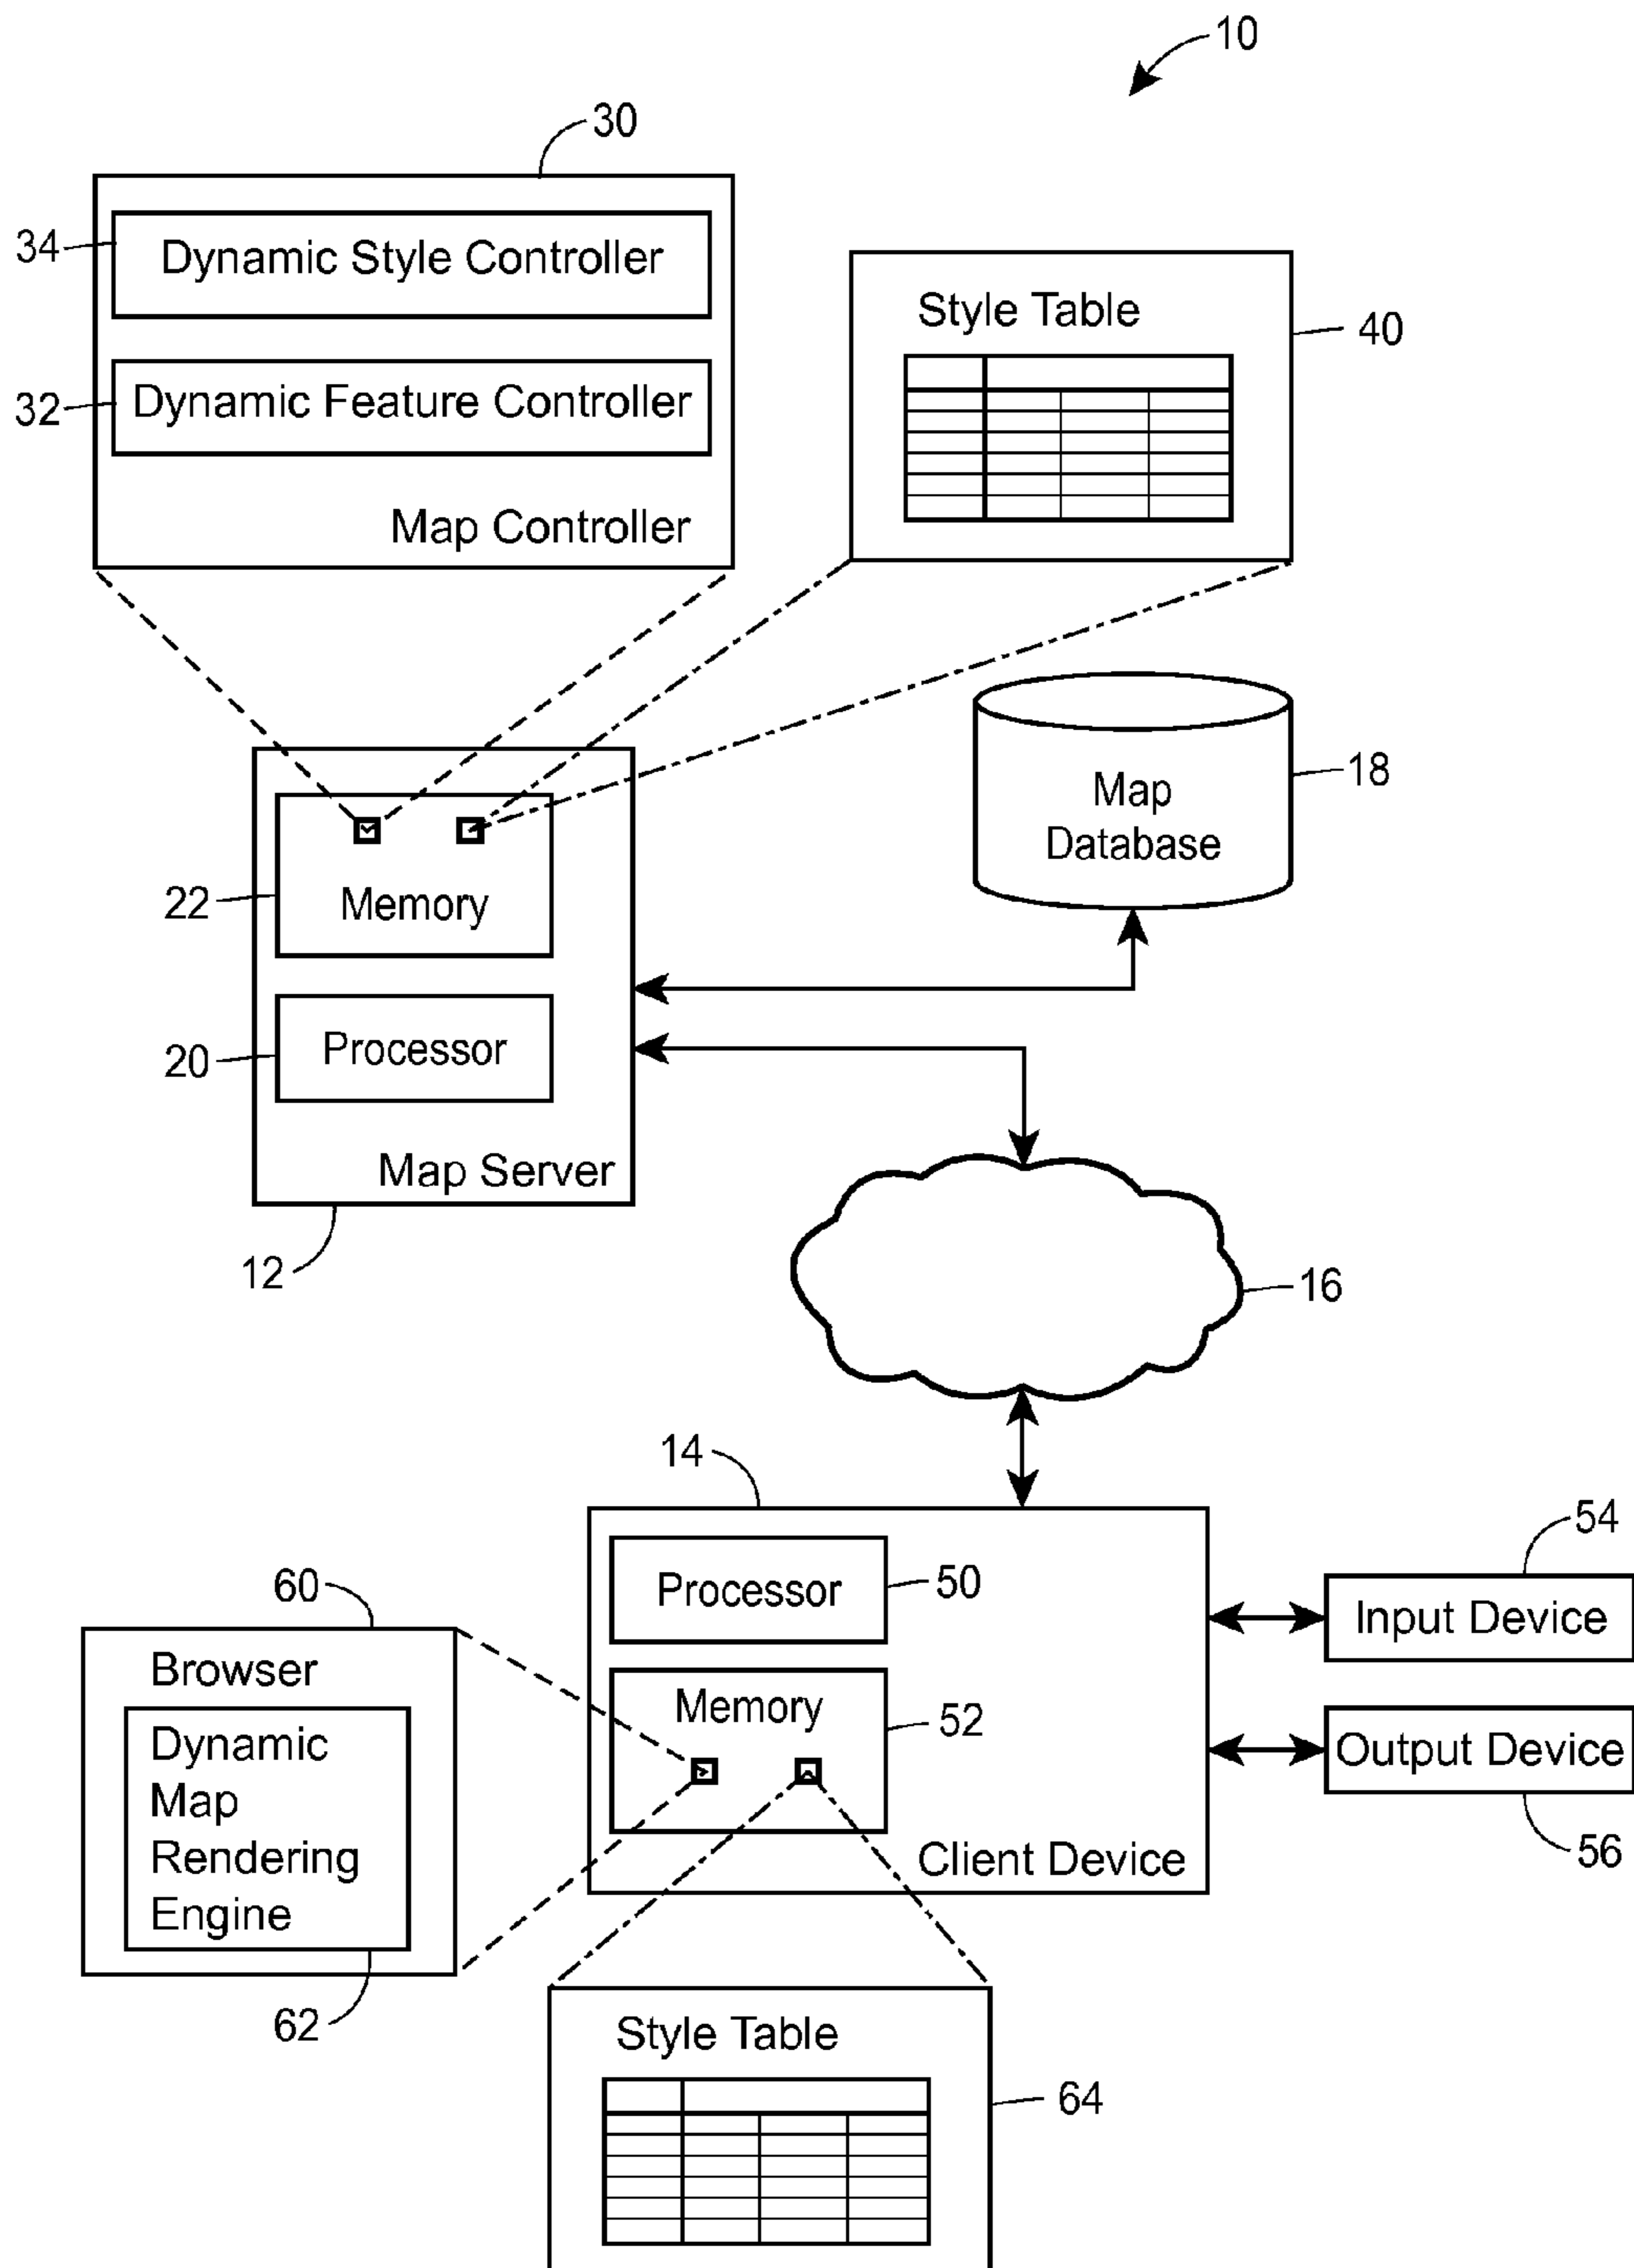 10
30
34
Dynamic Style Controller
32
Dynamic Feature Controller
Map Controller
Style Table
40
Map
Database
18
22
Memory
20
Processor
Map Server
12
16
14
Processor
50
Memory
52
Client Device
54
Input Device
Output Device
56
60
Browser
Dynamic
Map
Rendering
Engine
62
Style Table
64